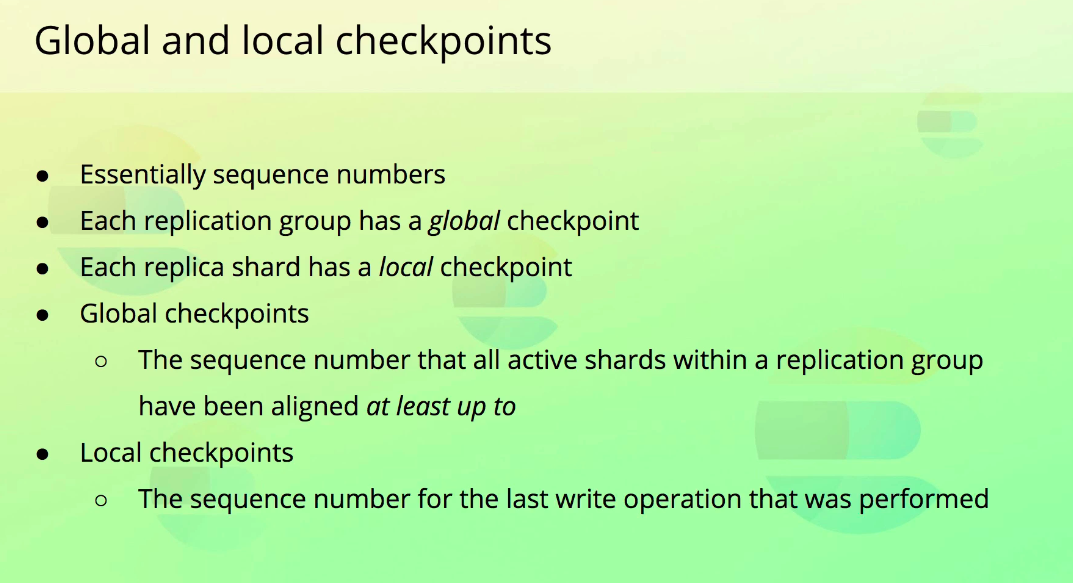 Global and local checkpoints
● Essentially sequence numbers
● Each replication group has a global checkpoint
● Each replica shard has a local checkpoint
● Global checkpoints
○ The sequence number that all active shards within a replication group
have been aligned at least up to
● Local checkpoints
○ The sequence number for the last write operation that was performed